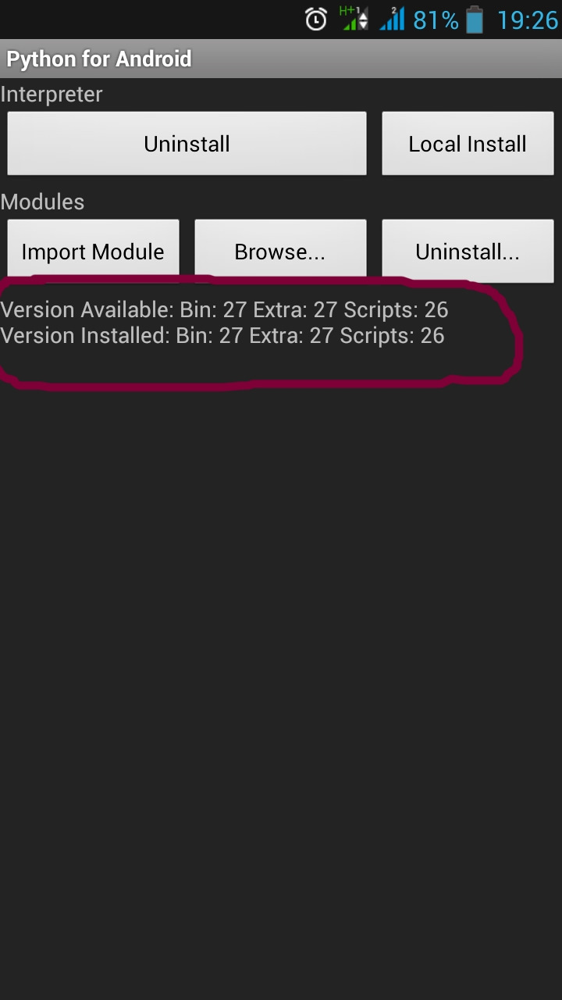 H+ 1 2 81% 19:26
Python for Android
Interpreter
Uninstall Local Install
Modules
Import Module Browse... Uninstall...
Version Available: Bin: 27 Extra: 27 Scripts: 26
Version Installed: Bin: 27 Extra: 27 Scripts: 26